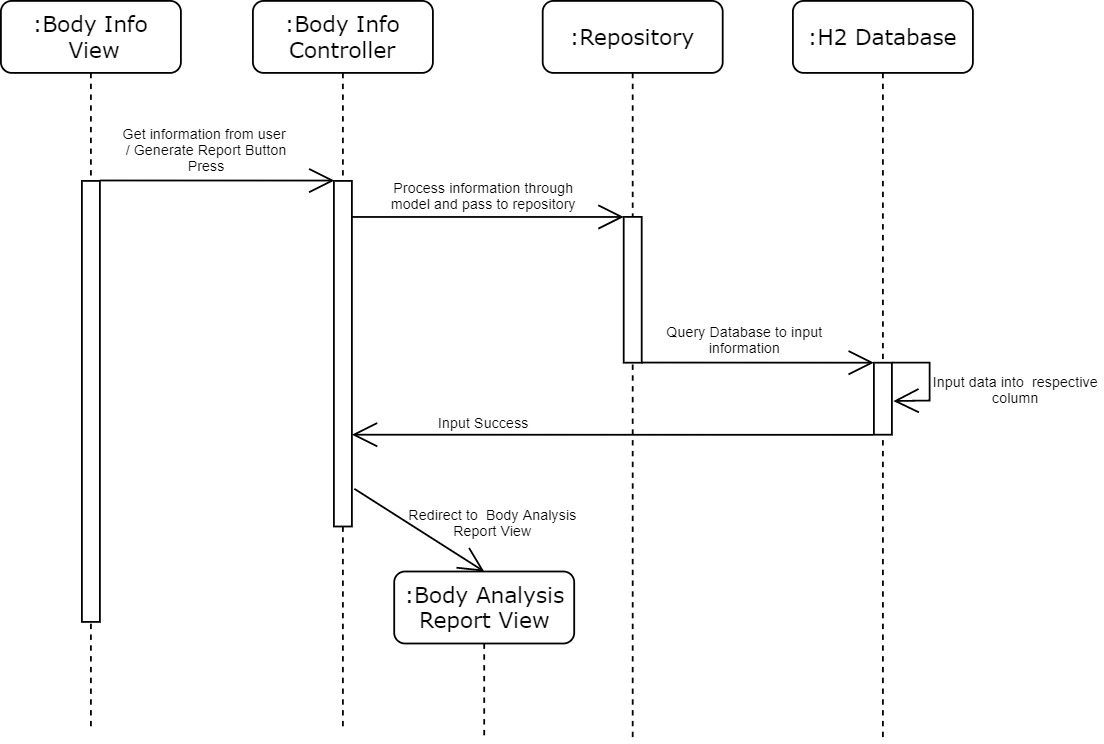 :Body Info
View
:Body Info
Controller
:Repository
:H2 Database
Get information from user
/ Generate Report Button
Press
Process information through
model and pass to repository
Query Database to input
information
Input data into  respective
column
Input Success
Redirect to  Body Analysis
Report View
:Body Analysis
Report View